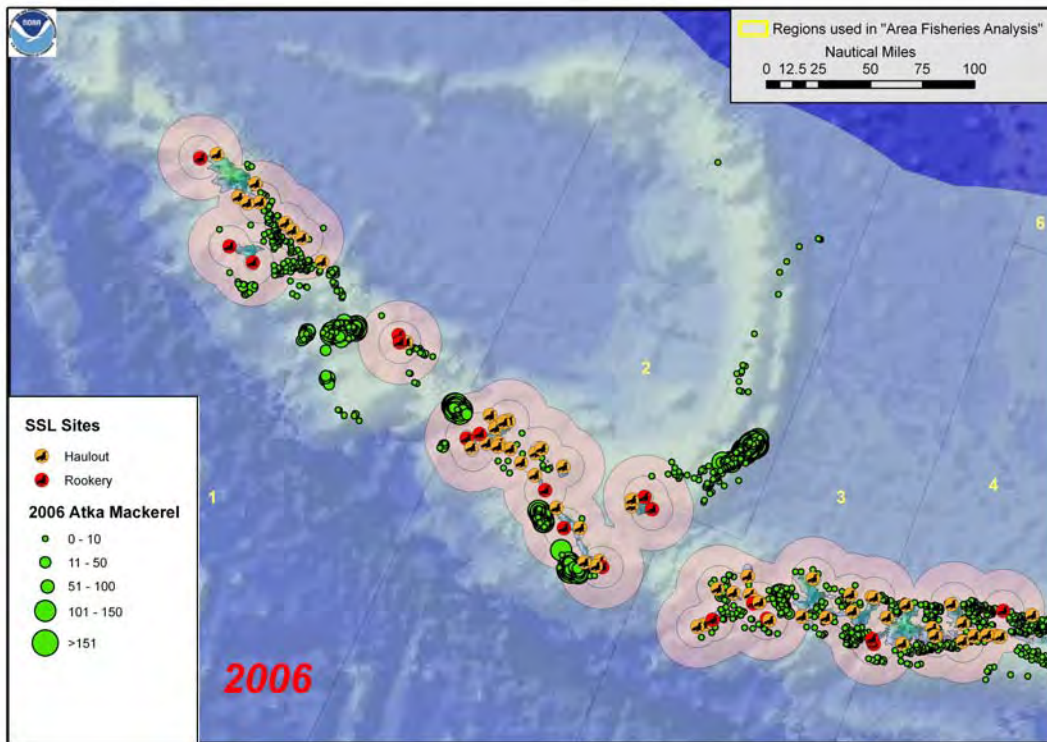 NOAA
Regions used in "Area Fisheries Analysis"
Nautical Miles
0 12.5 25 50 75 100
6
2
1
3
4
SSL Sites
Haulout
Rookery
2006 Atka Mackerel
0 - 10
11 - 50
51 - 100
101 - 150
>151
2006